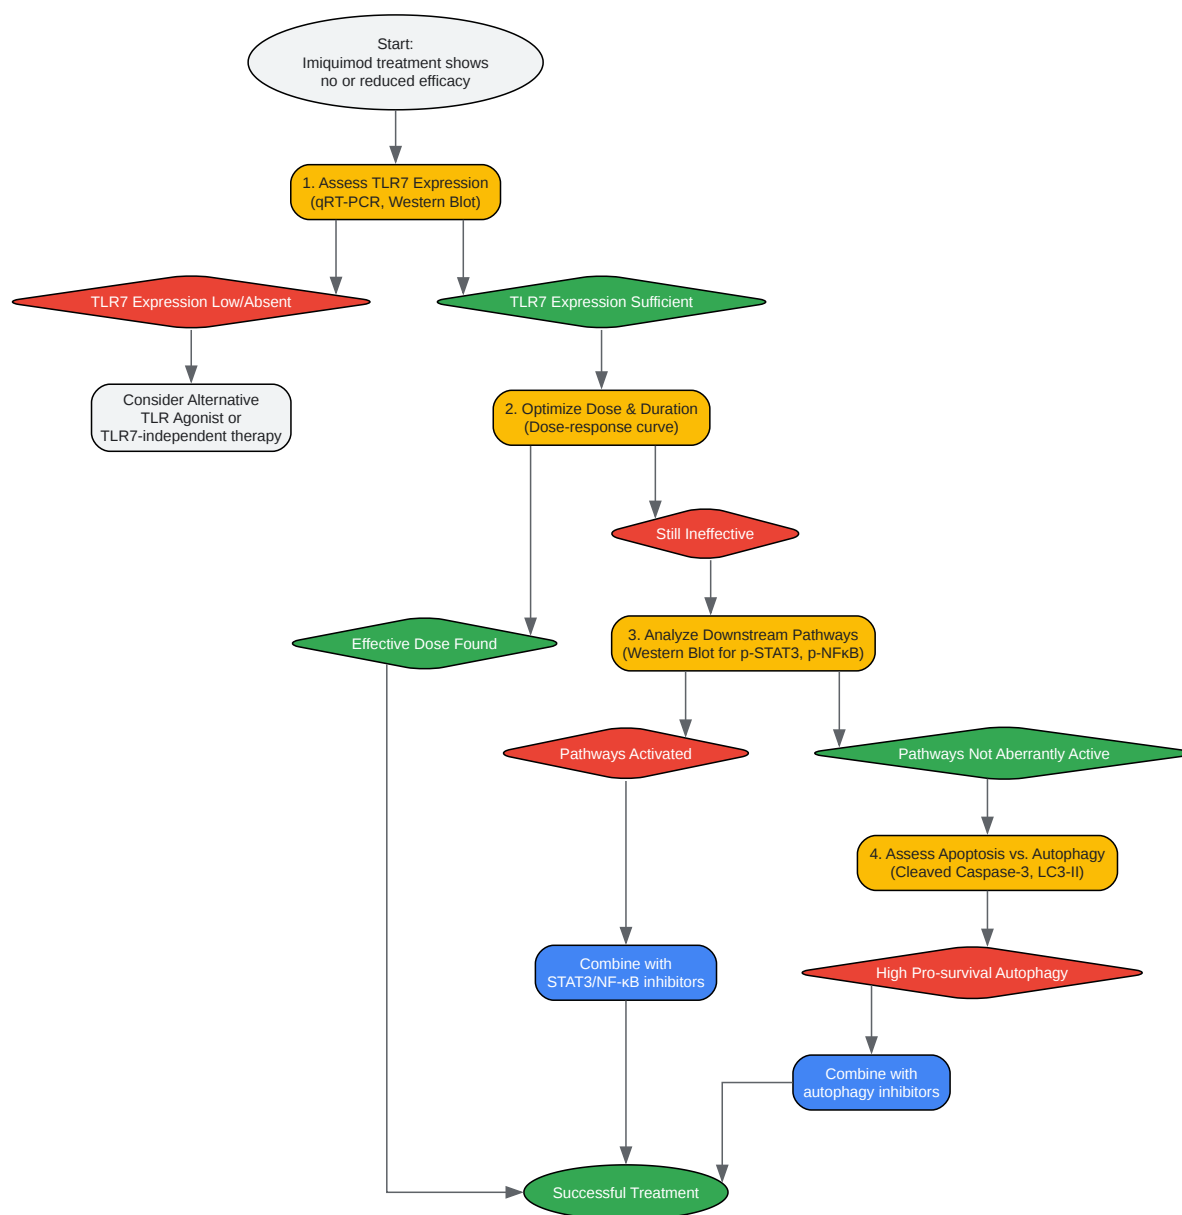 Start:
Imiquimod treatment shows
no or reduced efficacy
1. Assess TLR7 Expression
(qRT-PCR, Western Blot)
TLR7 Expression Low/Absent
TLR7 Expression Sufficient
Consider Alternative
TLR Agonist or
TLR7-independent therapy
2. Optimize Dose & Duration
(Dose-response curve)
Still Ineffective
Effective Dose Found
3. Analyze Downstream Pathways
(Western Blot for p-STAT3, p-NFκB)
Pathways Activated
Pathways Not Aberrantly Active
4. Assess Apoptosis vs. Autophagy
(Cleaved Caspase-3, LC3-II)
Combine with
STAT3/NF-κB inhibitors
High Pro-survival Autophagy
Combine with
autophagy inhibitors
Successful Treatment